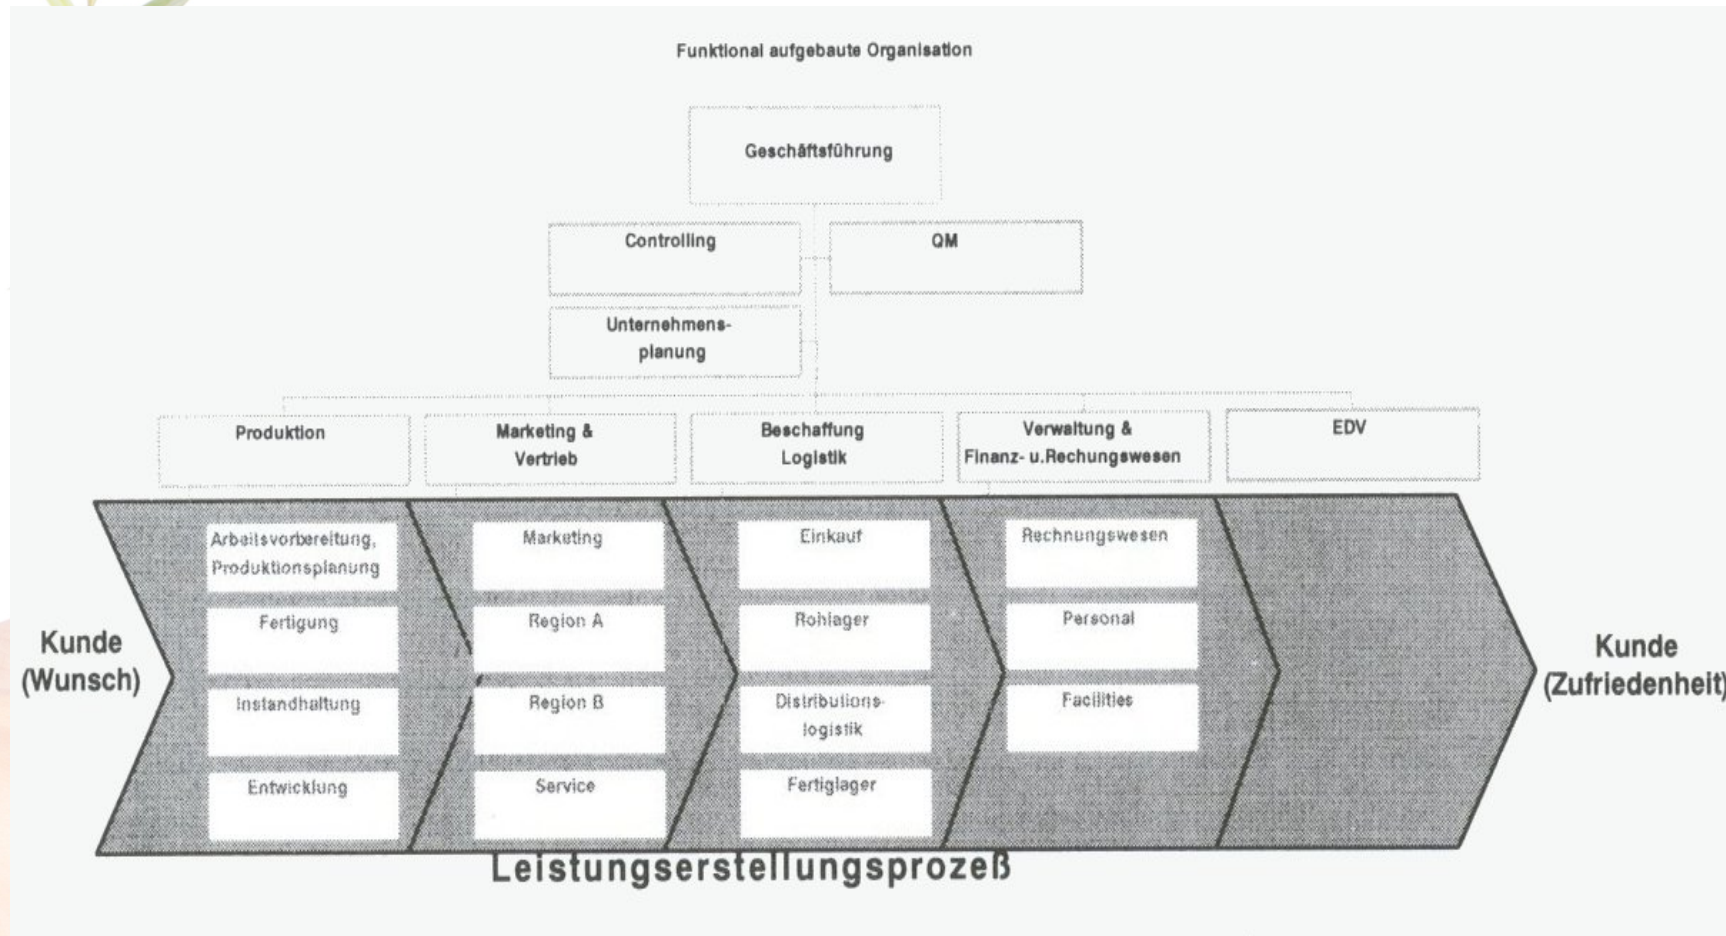 Funktional aufgebaute Organisation
Geschäftsführung
Controlling
QM
Unternehmens-
planung
Produktion
Marketing &
Vertrieb
Beschaffung
Logistik
Verwaltung &
Finanz- u.Rechungswesen
EDV
Arbeitsvorbereitung,
Produktionsplanung
Fertigung
Instandhaltung
Entwicklung
Marketing
Region A
Region B
Service
Einkauf
Rohlager
Distributions-
logistik
Fertiglager
Rechnungswesen
Personal
Facilities
Kunde
(Wunsch)
Kunde
(Zufriedenheit)
Leistungserstellungsprozeß